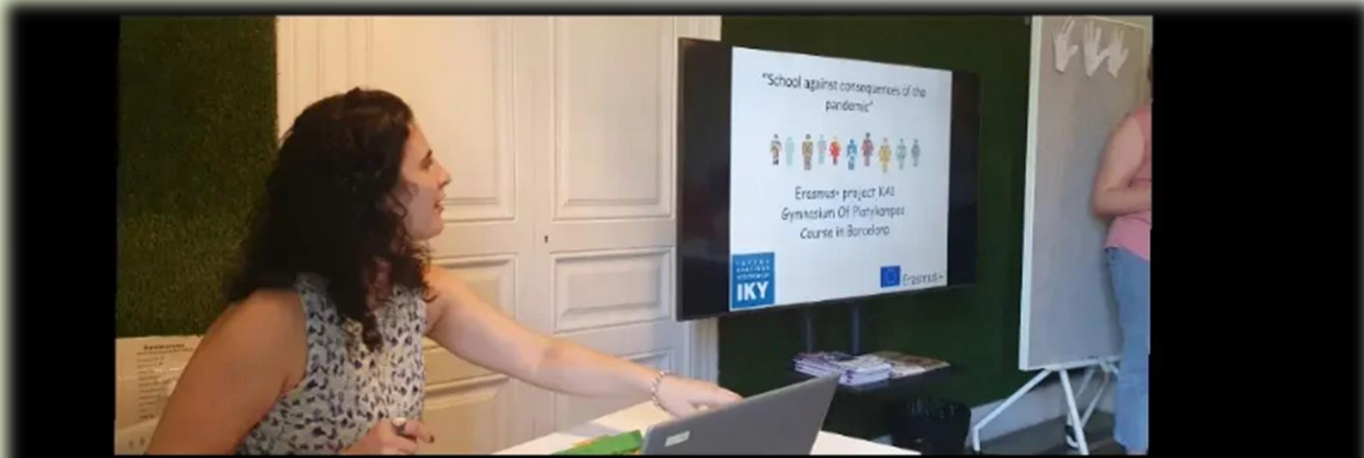 "School against consequences of the
pandemic"
Erasmus+ project KA1
Gymnasium Of Platykampos
Course in Barcelona
IKY
Erasmus+